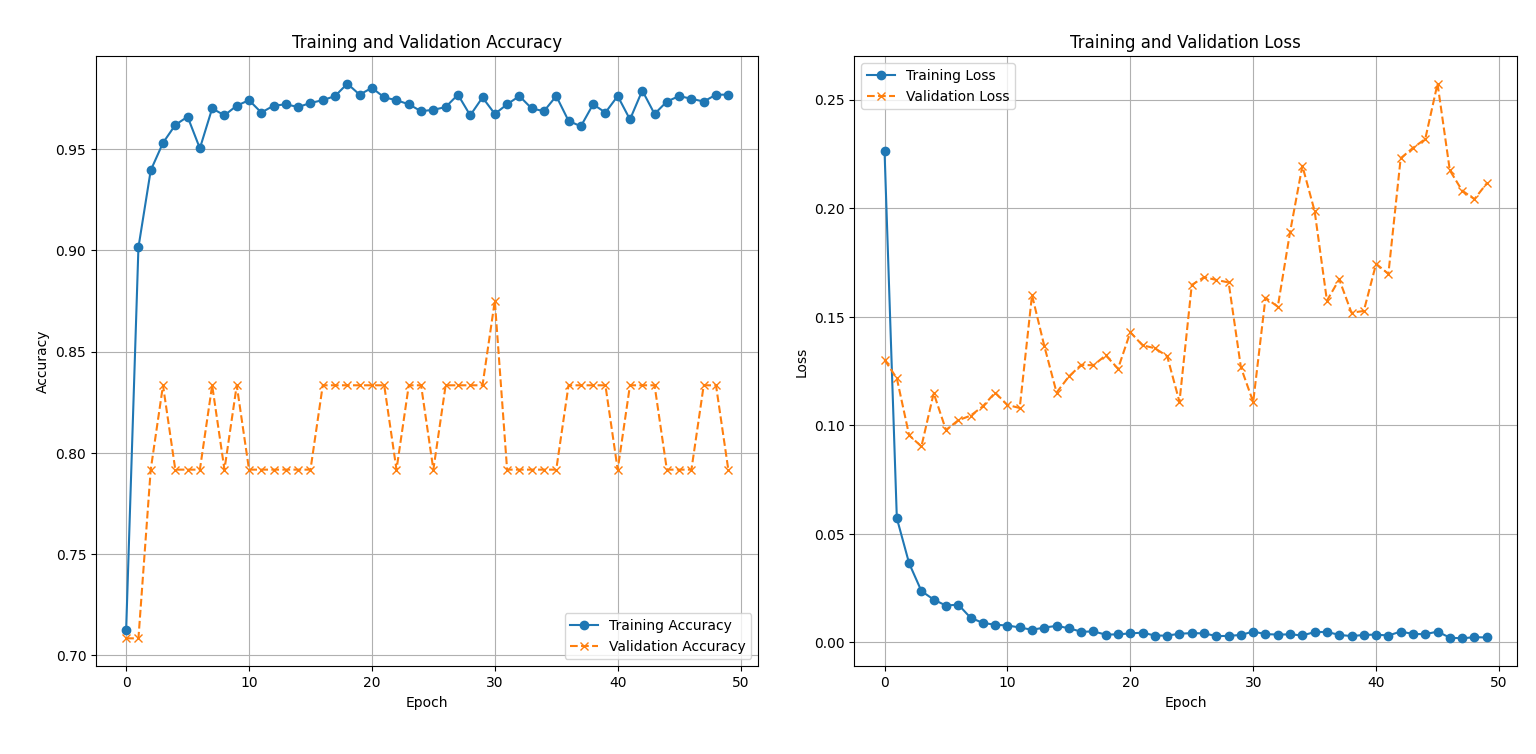 Training and Validation Accuracy
Accuracy
0.95
0.90
0.85
0.80
0.75
0.70
0 10 20 30 40 50
Epoch
Training Accuracy
Validation Accuracy
Training and Validation Loss
Loss
0.25
0.20
0.15
0.10
0.05
0.00
0 10 20 30 40 50
Epoch
Training Loss
Validation Loss